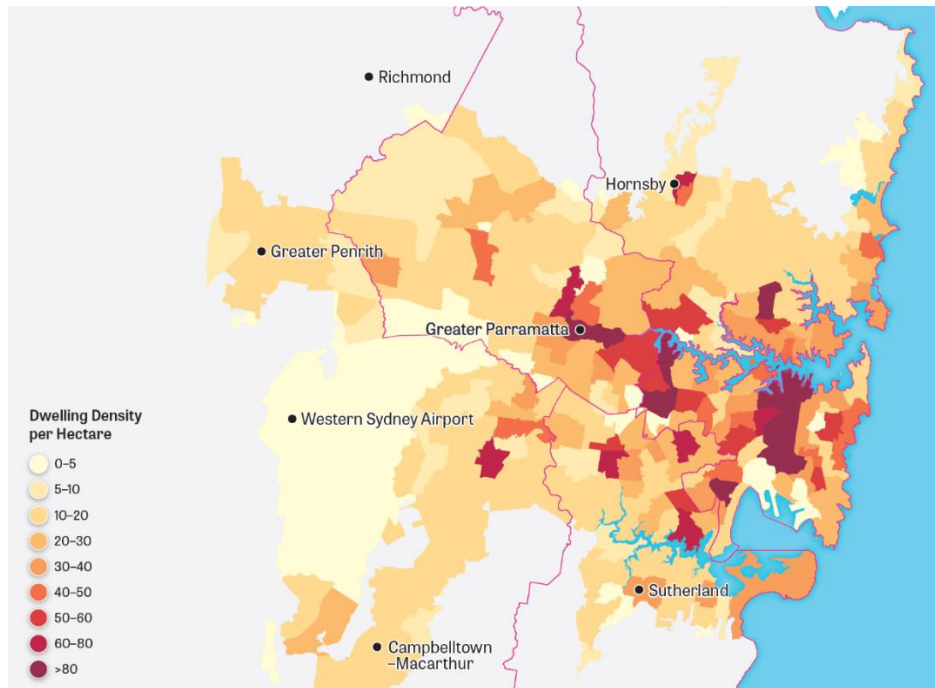 Richmond
Hornsby
Greater Penrith
Greater Parramatta
Western Sydney Airport
Dwelling Density
per Hectare
0–5
5–10
10–20
20–30
30–40
40–50
50–60
60–80
>80
Sutherland
Campbelltown
–Macarthur